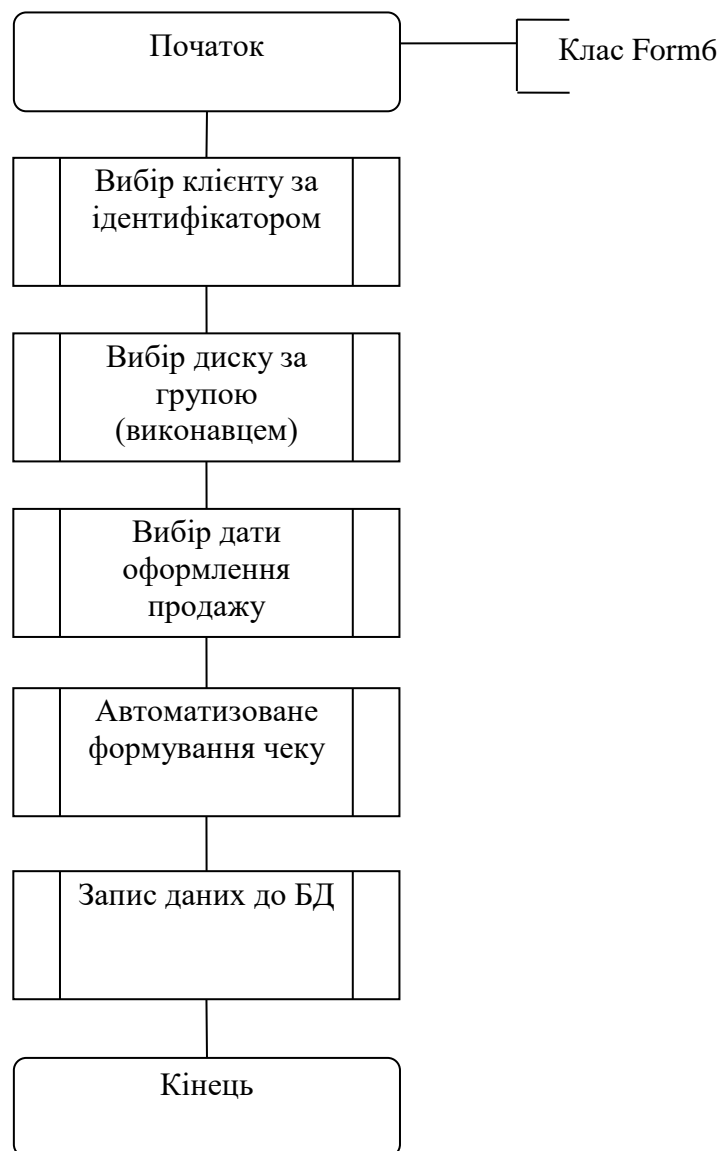 Початок
Клас Form6
Вибір клієнту за
ідентифікатором
Вибір диску за
групою
(виконавцем)
Вибір дати
оформлення
продажу
Автоматизоване
формування чеку
Запис даних до БД
Кінець